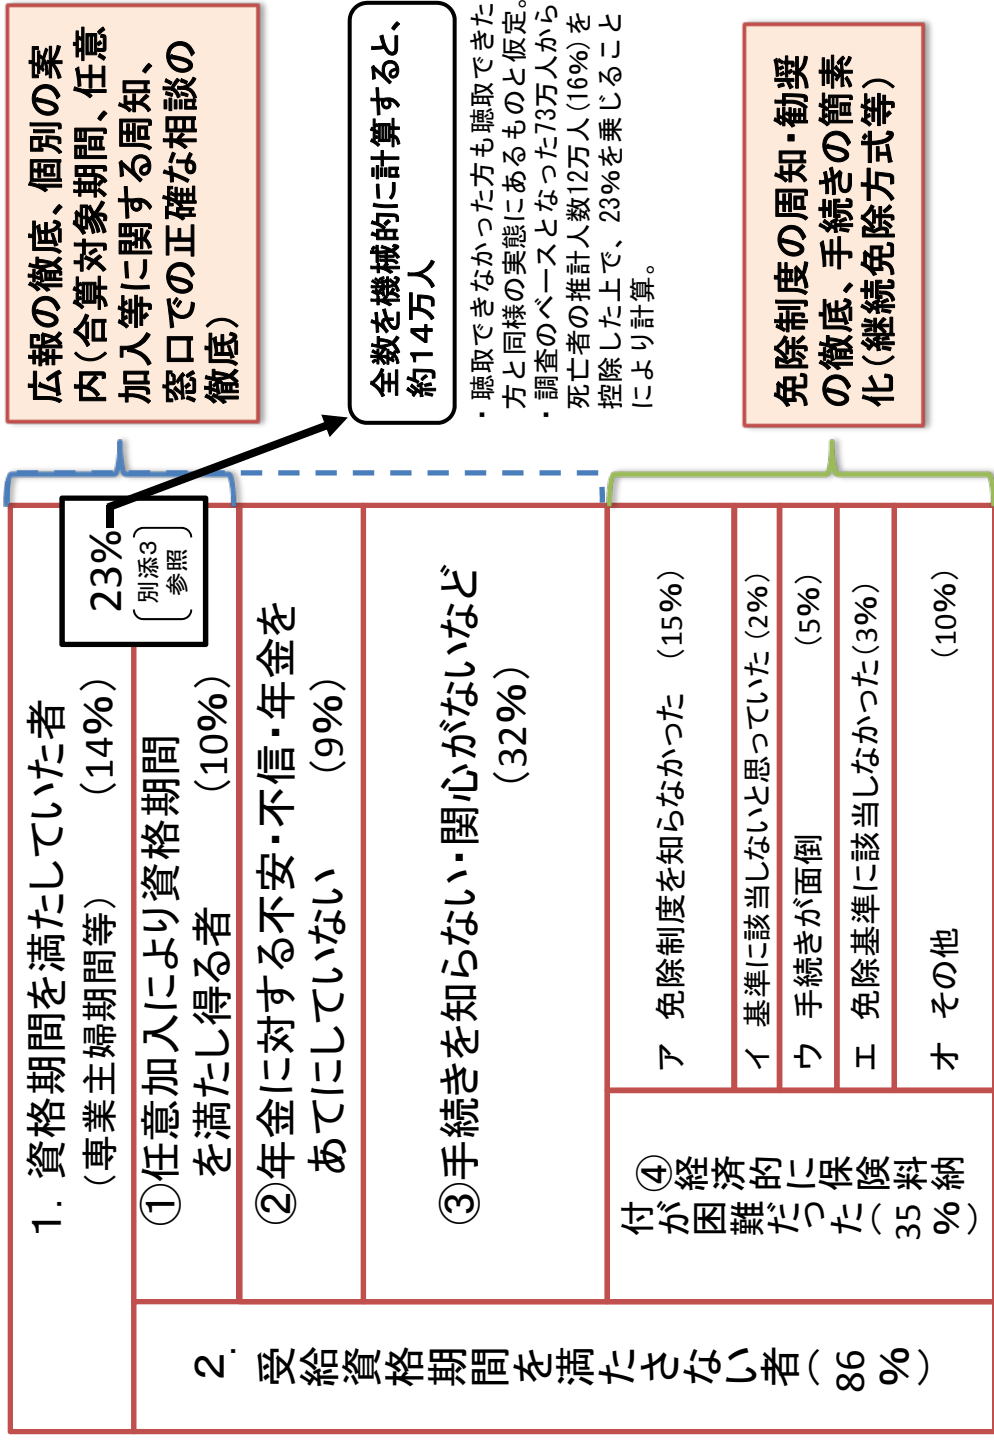 1. 資格期間を満たしていた者
(専業主婦期間等) (14%)
2. 受給資格期間を満たさない者(86%)
①任意加入により資格期間
を満たし得る者 (10%)
②年金に対する不安・不信・年金を
あてにしていない (9%)
③手続きを知らない・関心がないなど
(32%)
④経済的に保険料納
付が困難だった(35
%)
ア 免除制度を知らなかった (15%)
イ 基準に該当しないと思っていた(2%)
ウ 手続きが面倒 (5%)
エ 免除基準に該当しなかった(3%)
オ その他 (10%)
23%
別添3
参照
広報の徹底、個別の案
内(合算対象期間、任意
加入等に関する周知、
窓口での正確な相談の
徹底)
全数を機械的に計算すると、
約14万人
・聴取できなかった方も聴取できた
方と同様の実態にあるものと仮定。
・調査のベースとなった73万人から
死亡者の推計人数12万人(16%)を
控除した上で、23%を乗じること
により計算。
免除制度の周知・勧奨
の徹底、手続きの簡素
化(継続免除方式等)